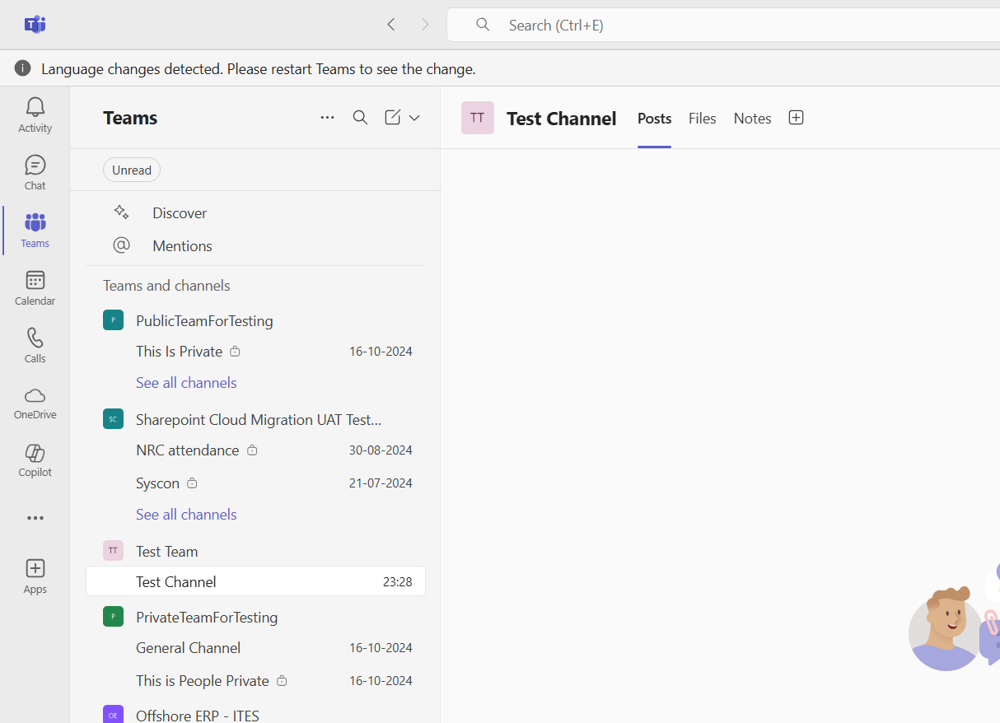 Search (Ctrl+E)
Language changes detected. Please restart Teams to see the change.
Activity
Chat
Teams
Calendar
Calls
OneDrive
Copilot
Apps
Teams
Unread
Discover
Mentions
Teams and channels
P PublicTeamForTesting
This Is Private 16-10-2024
See all channels
SC Sharepoint Cloud Migration UAT Test...
NRC attendance 30-08-2024
Syscon 21-07-2024
See all channels
TT Test Team
Test Channel 23:28
P PrivateTeamForTesting
General Channel 16-10-2024
This is People Private 16-10-2024
OE Offshore ERP - ITES
TT Test Channel Posts Files Notes